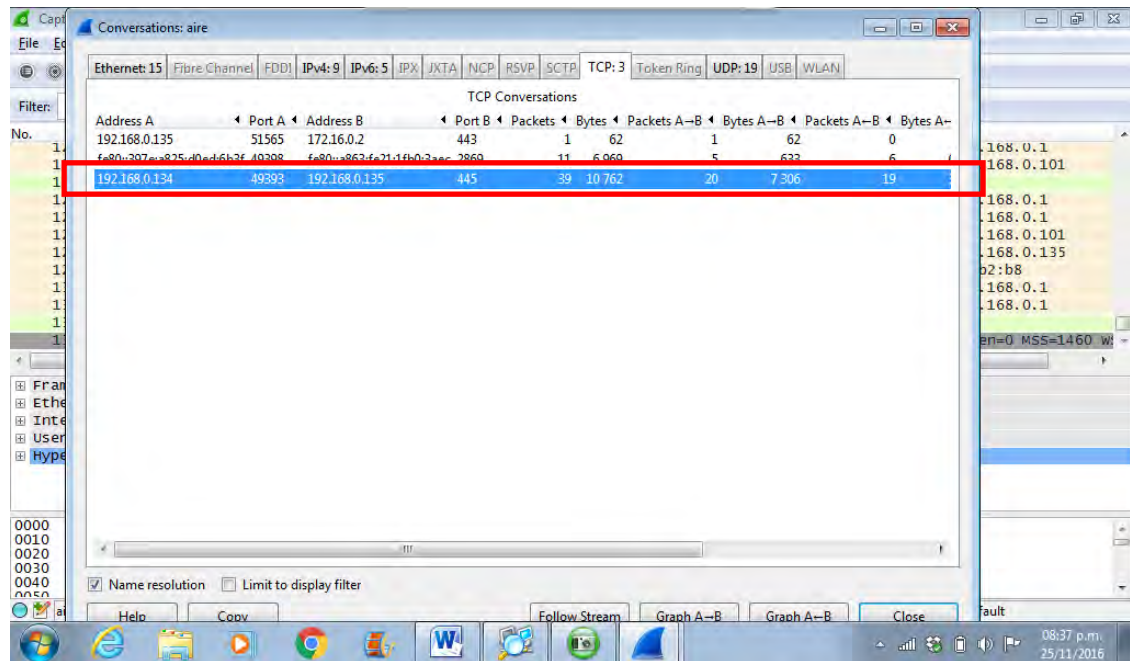 Capt
Conversations: aire
File Ed
Ethernet: 15 Fibre Channel FDDI IPv4: 9 IPv6: 5 IPX JXTA NCP RSVP SCTP TCP: 3 Token Ring UDP: 19 USB WLAN
Filter:
TCP Conversations
Address A Port A Address B Port B Packets Bytes Packets A→B Bytes A→B Packets A←B Bytes A←
No.
192.168.0.135 51565 172.16.0.2 443 1 62 1 62 0
49398 2869 11 6 969 5 633 6
192.168.0.134 49393 192.168.0.135 445 39 10 762 20 7 306 19
.168.0.1
.168.0.101
.168.0.1
.168.0.1
.168.0.101
.168.0.135
b2:b8
.168.0.1
.168.0.1
en=0 MSS=1460 WS
Fram
Ethe
Inte
User
Hype
0000
0010
0020
0030
0040
0050
Name resolution Limit to display filter
Help Copy Follow Stream Graph A→B Graph A←B Close
ai
fault
W
08:37 p.m.
25/11/2016